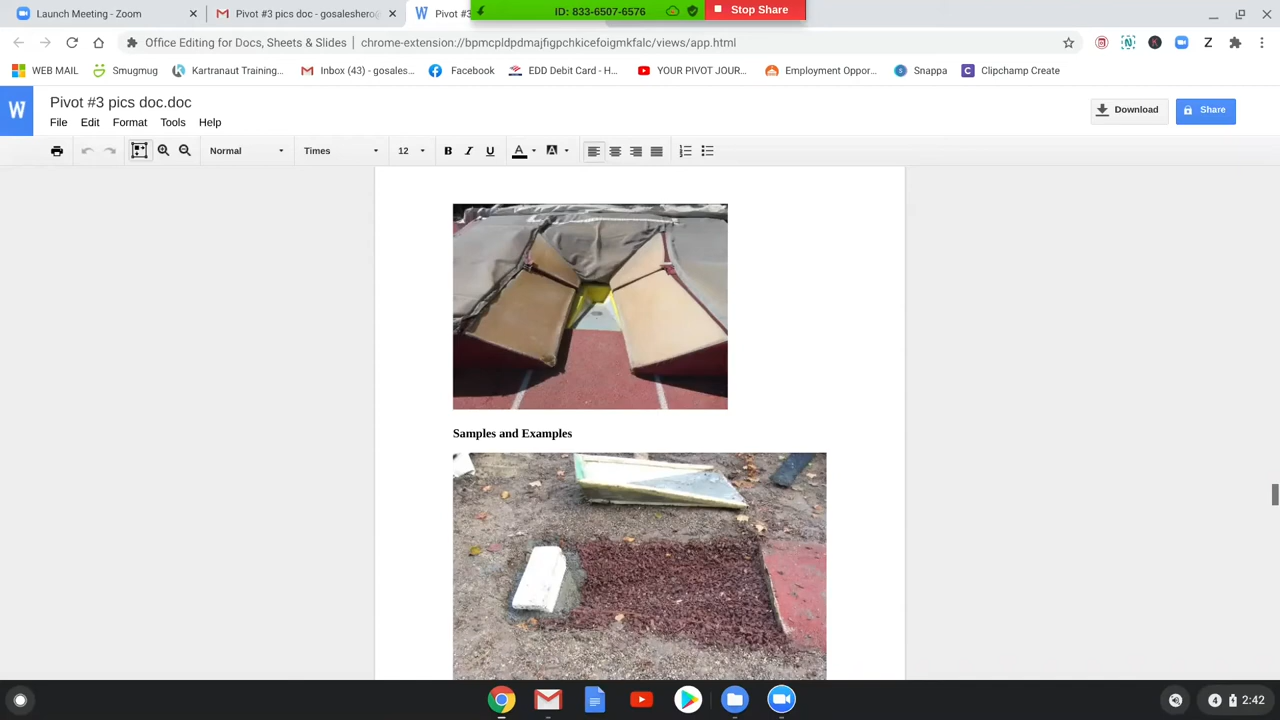 Launch Meeting - Zoom
Pivot #3 pics doc - gosaleshero
Pivot #3
ID: 833-6507-6576
Stop Share
Office Editing for Docs, Sheets & Slides
chrome-extension://bpmcpldpdmajfigpchkicefoigmkfalc/views/app.html
WEB MAIL
Smugmug
Kartranaut Training...
Inbox (43) - gosales...
Facebook
EDD Debit Card - H...
YOUR PIVOT JOUR...
Employment Oppor...
Snappa
Clipchamp Create
W
Pivot #3 pics doc.doc
File Edit Format Tools Help
Download
Share
Normal
Times
12
B I U A A
Samples and Examples
4
2:42